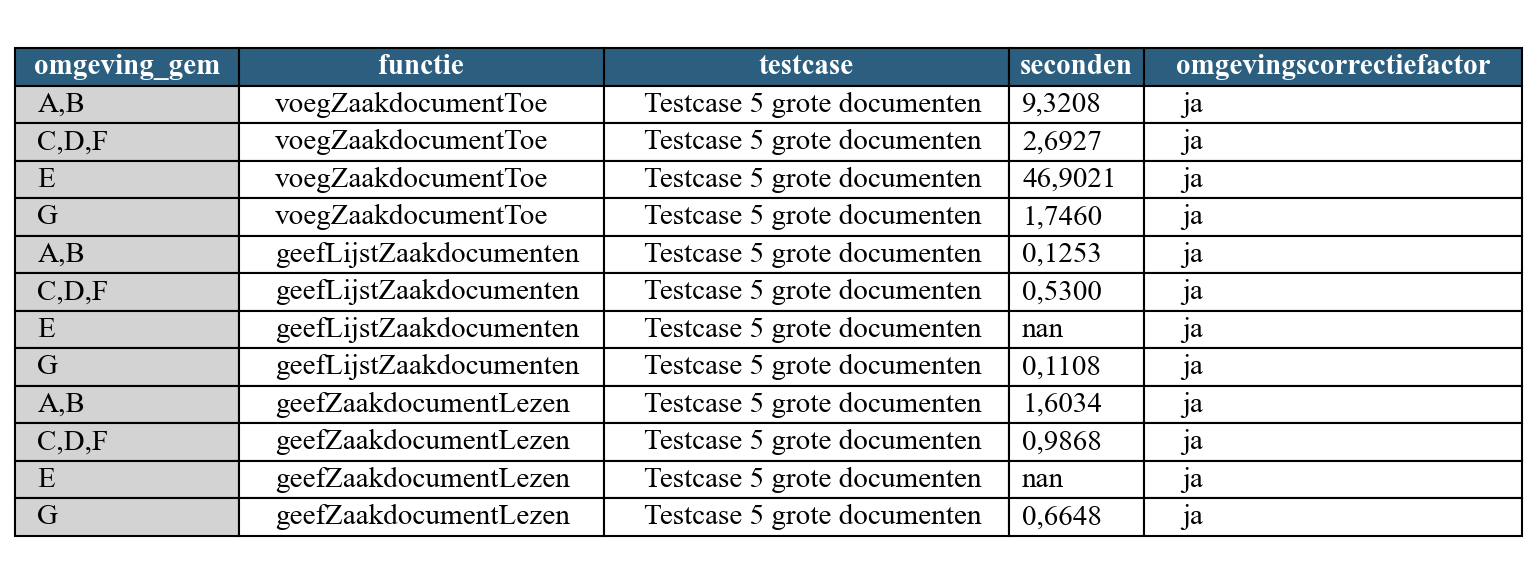 omgeving_gem functie testcase seconden omgevingscorrectiefactor
A,B voegZaakdocumentToe Testcase 5 grote documenten 9,3208 ja
C,D,F voegZaakdocumentToe Testcase 5 grote documenten 2,6927 ja
E voegZaakdocumentToe Testcase 5 grote documenten 46,9021 ja
G voegZaakdocumentToe Testcase 5 grote documenten 1,7460 ja
A,B geefLijstZaakdocumenten Testcase 5 grote documenten 0,1253 ja
C,D,F geefLijstZaakdocumenten Testcase 5 grote documenten 0,5300 ja
E geefLijstZaakdocumenten Testcase 5 grote documenten nan ja
G geefLijstZaakdocumenten Testcase 5 grote documenten 0,1108 ja
A,B geefZaakdocumentLezen Testcase 5 grote documenten 1,6034 ja
C,D,F geefZaakdocumentLezen Testcase 5 grote documenten 0,9868 ja
E geefZaakdocumentLezen Testcase 5 grote documenten nan ja
G geefZaakdocumentLezen Testcase 5 grote documenten 0,6648 ja